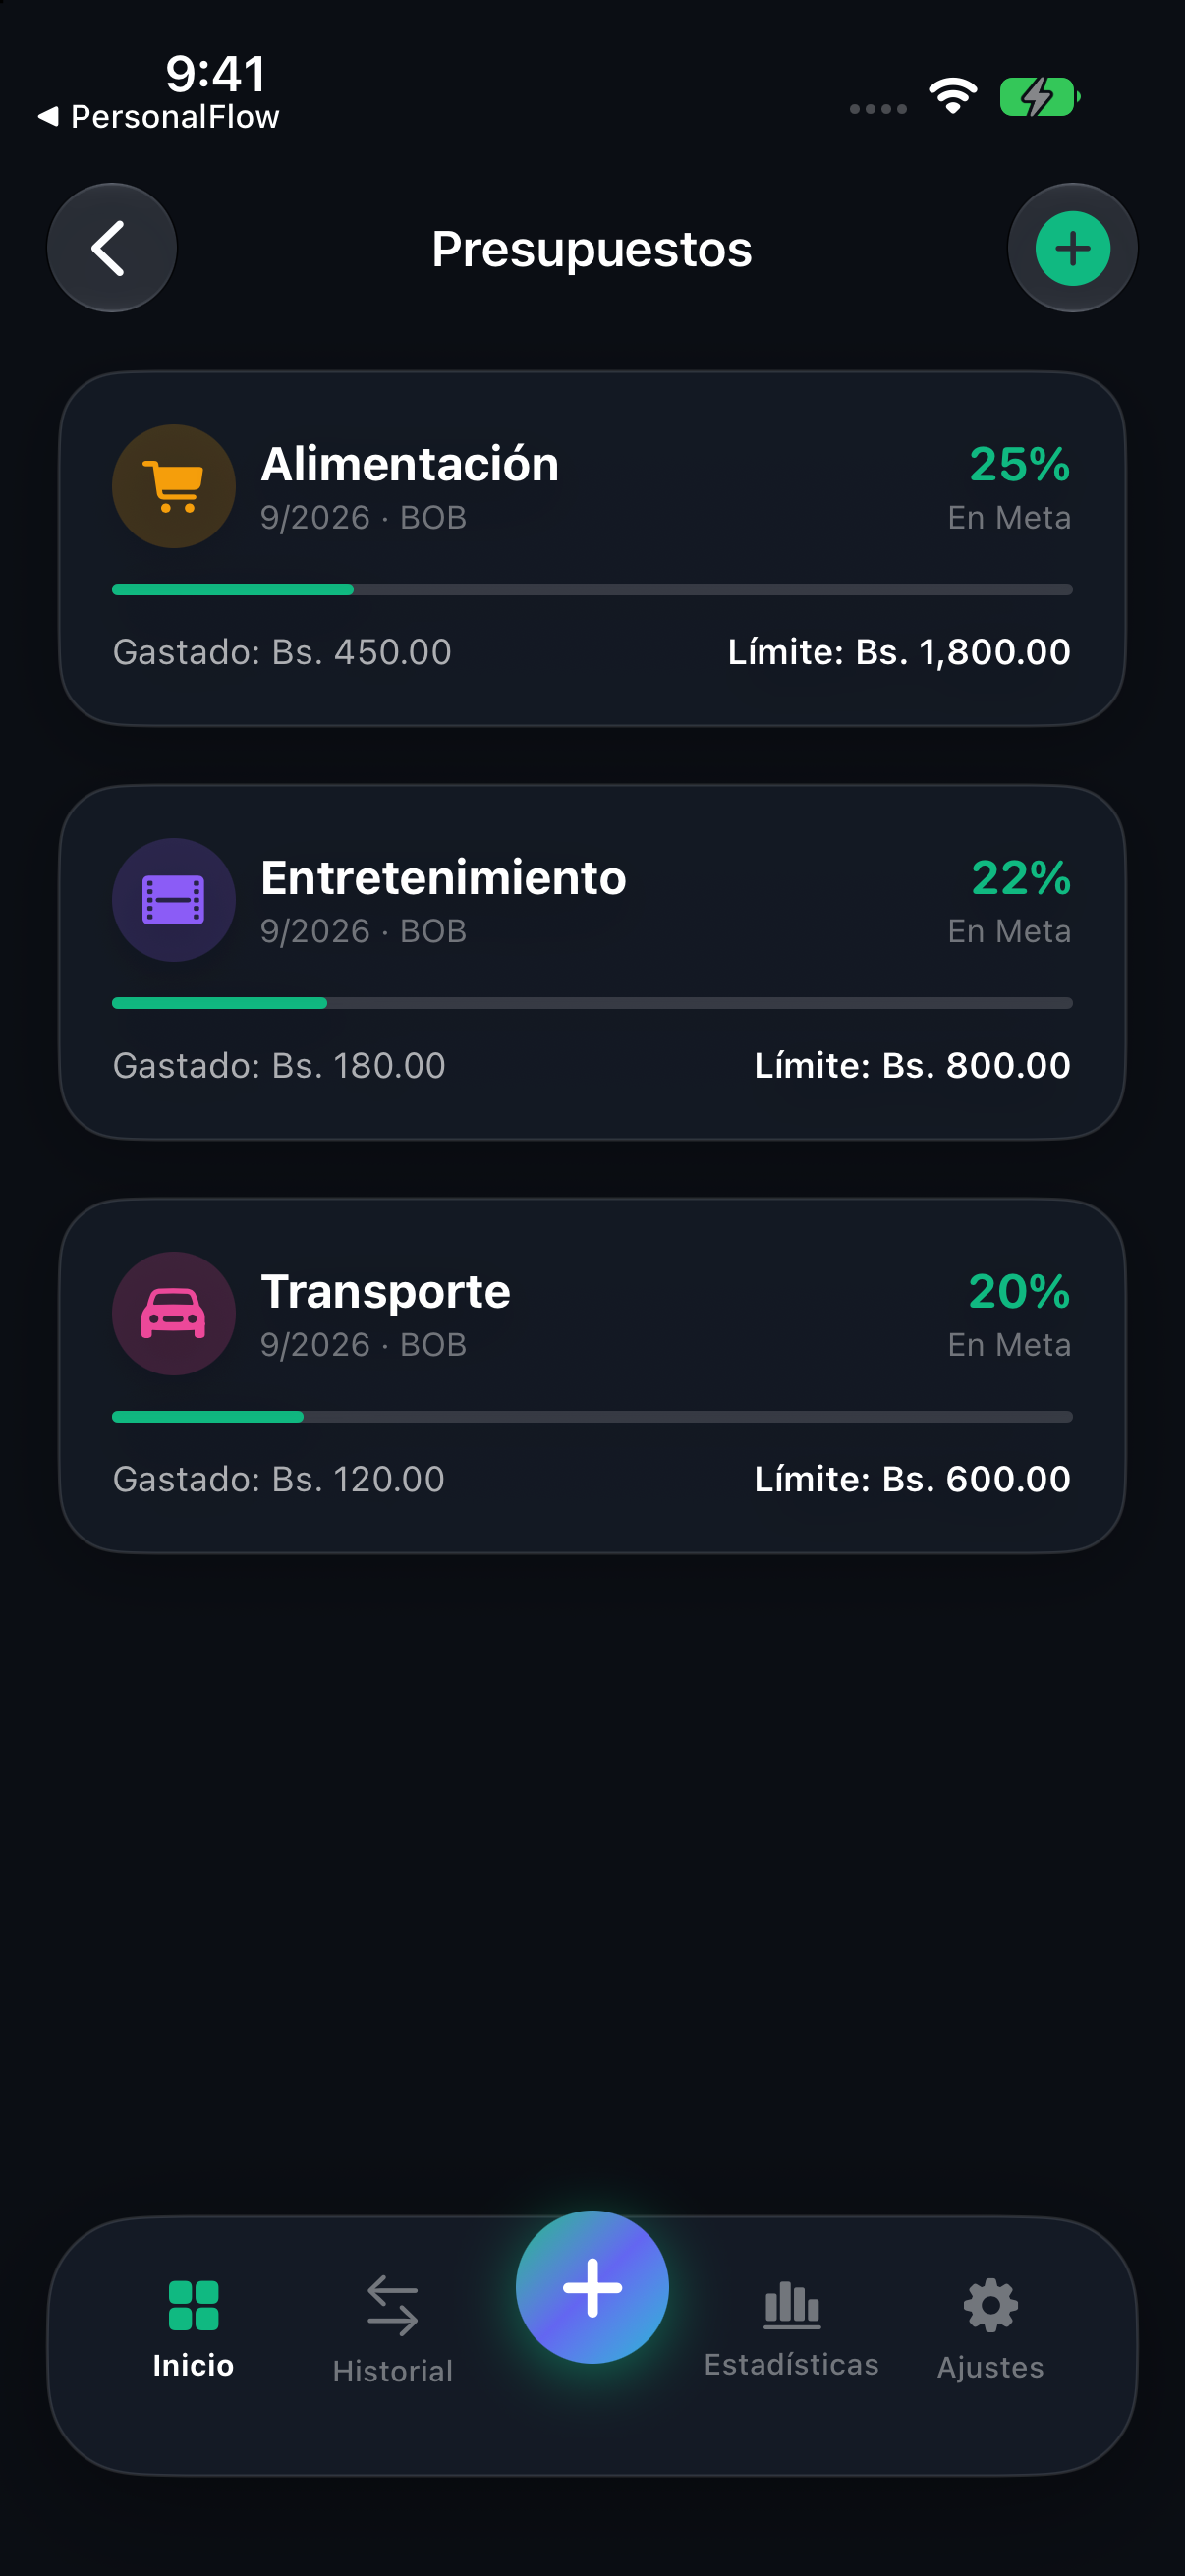 9:41
PersonalFlow
Presupuestos
Alimentación
25%
9/2026 · BOB
En Meta
Gastado: Bs. 450.00
Límite: Bs. 1,800.00
Entretenimiento
22%
9/2026 · BOB
En Meta
Gastado: Bs. 180.00
Límite: Bs. 800.00
Transporte
20%
9/2026 · BOB
En Meta
Gastado: Bs. 120.00
Límite: Bs. 600.00
Inicio
Historial
Estadísticas
Ajustes